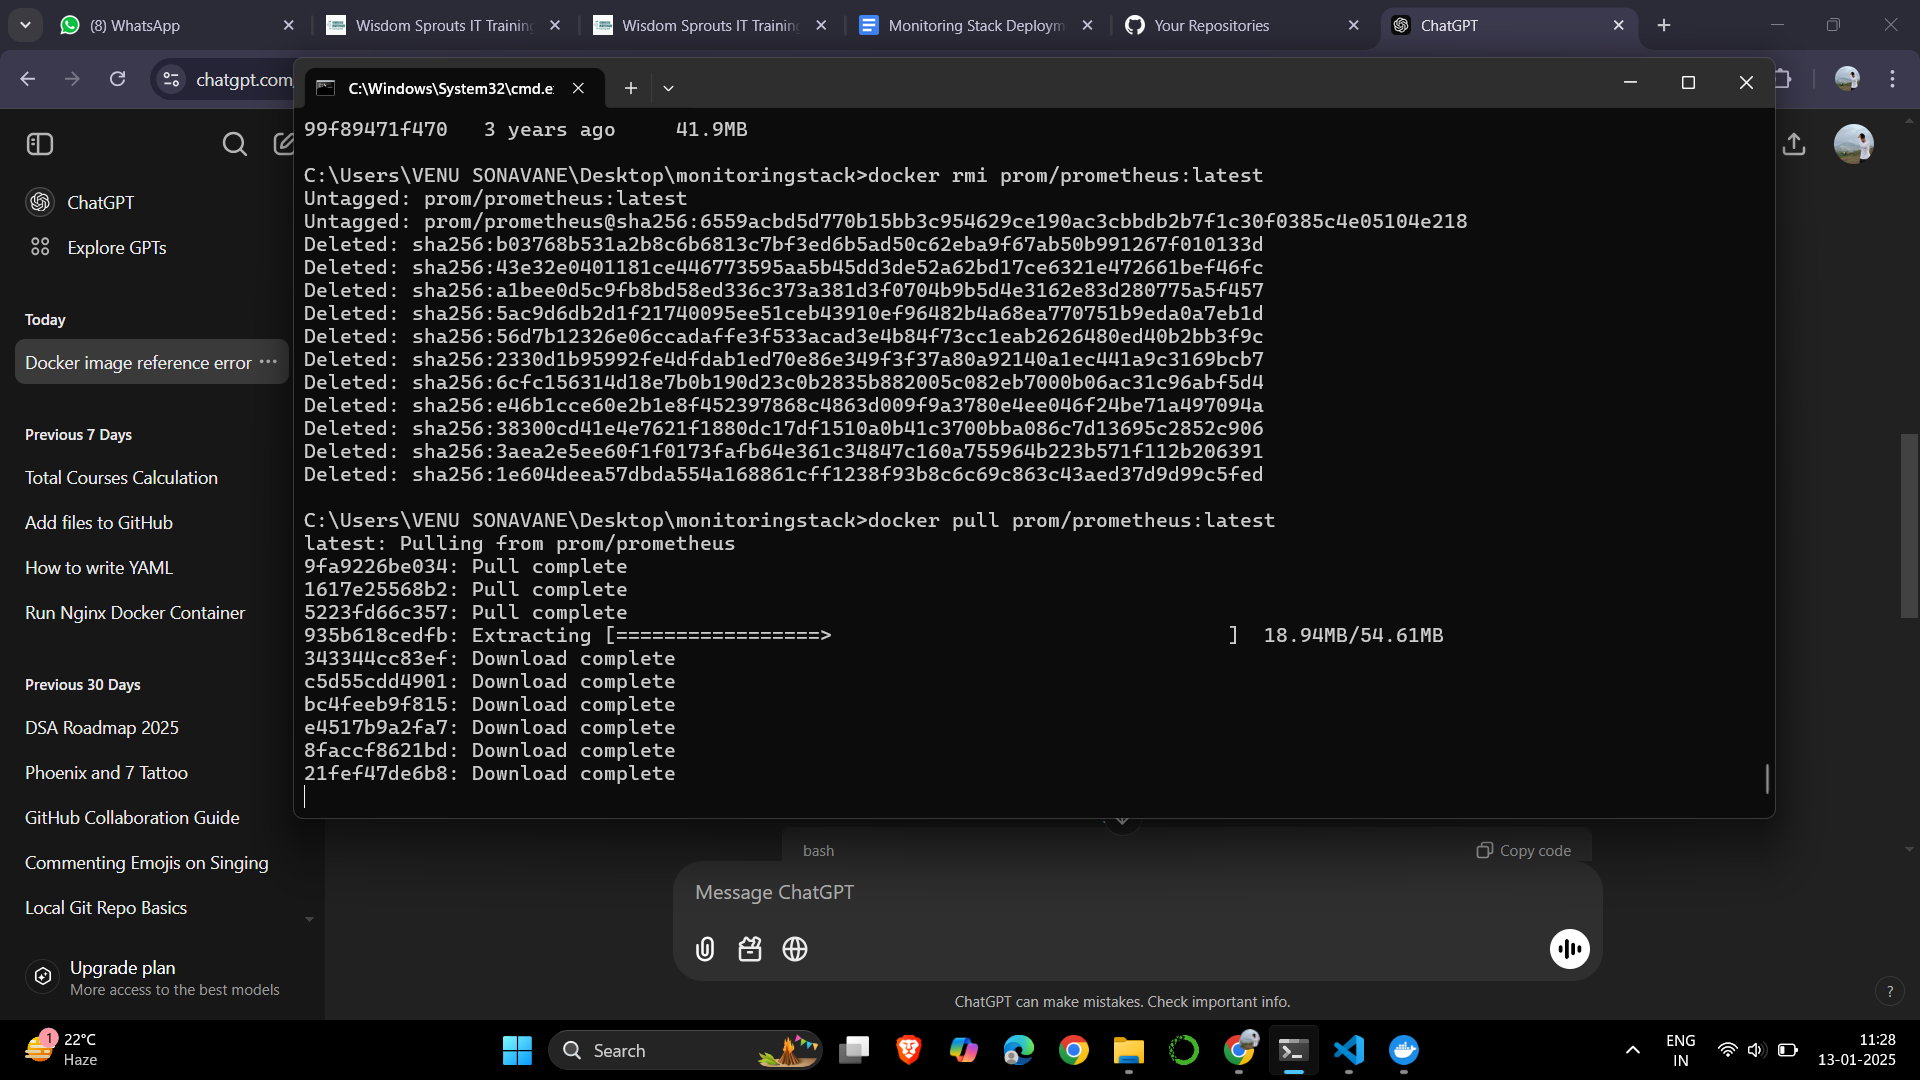 (8) WhatsApp
Wisdom Sprouts IT Training
Wisdom Sprouts IT Training
Monitoring Stack Deploym
Your Repositories
ChatGPT
chatgpt.com
C:\Windows\System32\cmd.e
99f89471f470   3 years ago     41.9MB
C:\Users\VENU SONAVANE\Desktop\monitoringstack>docker rmi prom/prometheus:latest
Untagged: prom/prometheus:latest
Untagged: prom/prometheus@sha256:6559acbd5d770b15bb3c954629ce190ac3cbbdb2b7f1c30f0385c4e05104e218
Deleted: sha256:b03768b531a2b8c6b6813c7bf3ed6b5ad50c62eba9f67ab50b991267f010133d
Deleted: sha256:43e32e0401181ce446773595aa5b45dd3de52a62bd17ce6321e472661bef46fc
Deleted: sha256:a1bee0d5c9fb8bd58ed336c373a381d3f0704b9b5d4e3162e83d280775a5f457
Deleted: sha256:5ac9d6db2d1f21740095ee51ceb43910ef96482b4a68ea770751b9eda0a7eb1d
Deleted: sha256:56d7b12326e06ccadaffe3f533acad3e4b84f73cc1eab2626480ed40b2bb3f9c
Deleted: sha256:2330d1b95992fe4dfdab1ed70e86e349f3f37a80a92140a1ec441a9c3169bcb7
Deleted: sha256:6cfc156314d18e7b0b190d23c0b2835b882005c082eb7000b06ac31c96abf5d4
Deleted: sha256:e46b1cce60e2b1e8f452397868c4863d009f9a3780e4ee046f24be71a497094a
Deleted: sha256:38300cd41e4e7621f1880dc17df1510a0b41c3700bba086c7d13695c2852c906
Deleted: sha256:3aea2e5ee60f1f0173fafb64e361c34847c160a755964b223b571f112b206391
Deleted: sha256:1e604deea57dbda554a168861cff1238f93b8c6c69c863c43aed37d9d99c5fed
C:\Users\VENU SONAVANE\Desktop\monitoringstack>docker pull prom/prometheus:latest
latest: Pulling from prom/prometheus
9fa9226be034: Pull complete
1617e25568b2: Pull complete
5223fd66c357: Pull complete
935b618cedfb: Extracting [=================>                                 ]  18.94MB/54.61MB
343344cc83ef: Download complete
c5d55cdd4901: Download complete
bc4feeb9f815: Download complete
e4517b9a2fa7: Download complete
8faccf8621bd: Download complete
21fef47de6b8: Download complete
ChatGPT
Explore GPTs
Today
Docker image reference error
Previous 7 Days
Total Courses Calculation
Add files to GitHub
How to write YAML
Run Nginx Docker Container
Previous 30 Days
DSA Roadmap 2025
Phoenix and 7 Tattoo
GitHub Collaboration Guide
Commenting Emojis on Singing
Local Git Repo Basics
Upgrade plan
More access to the best models
bash
Copy code
Message ChatGPT
ChatGPT can make mistakes. Check important info.
?
1
22°C
Haze
Search
ENG
IN
11:28
13-01-2025